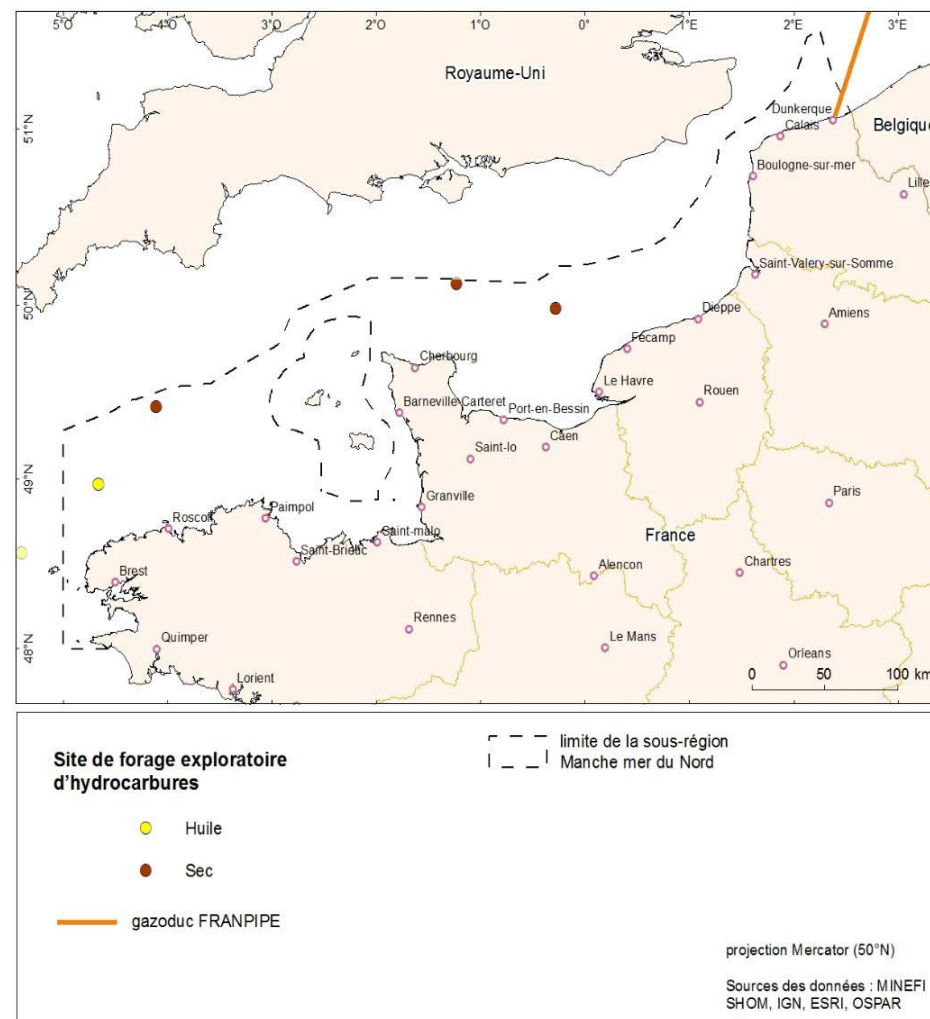 5°O 4°O 3°O 2°O 1°O 0° 1°E 2°E 3°E
Royaume-Uni
Dunkerque
51°N
Calais
Belgique
Boulogne-sur-mer
Lille
Saint-Valery-sur-Somme
50°N
Dieppe
Amiens
Fécamp
Cherbourg
Le Havre
Barneville-Carteret
Rouen
Port-en-Bessin
Saint-lo
Caen
49°N
Paris
Granville
Paimpol
Roscoff
Saint-malo
France
Saint-Brieuc
Brest
Alencon
Chartres
Rennes
Quimper
Le Mans
48°N
Orleans
Lorient
0 50 100 km
Site de forage exploratoire
d'hydrocarbures
limite de la sous-région
Manche mer du Nord
Huile
Sec
gazoduc FRANPIPE
projection Mercator (50°N)
Sources des données : MINEFI
SHOM, IGN, ESRI, OSPAR